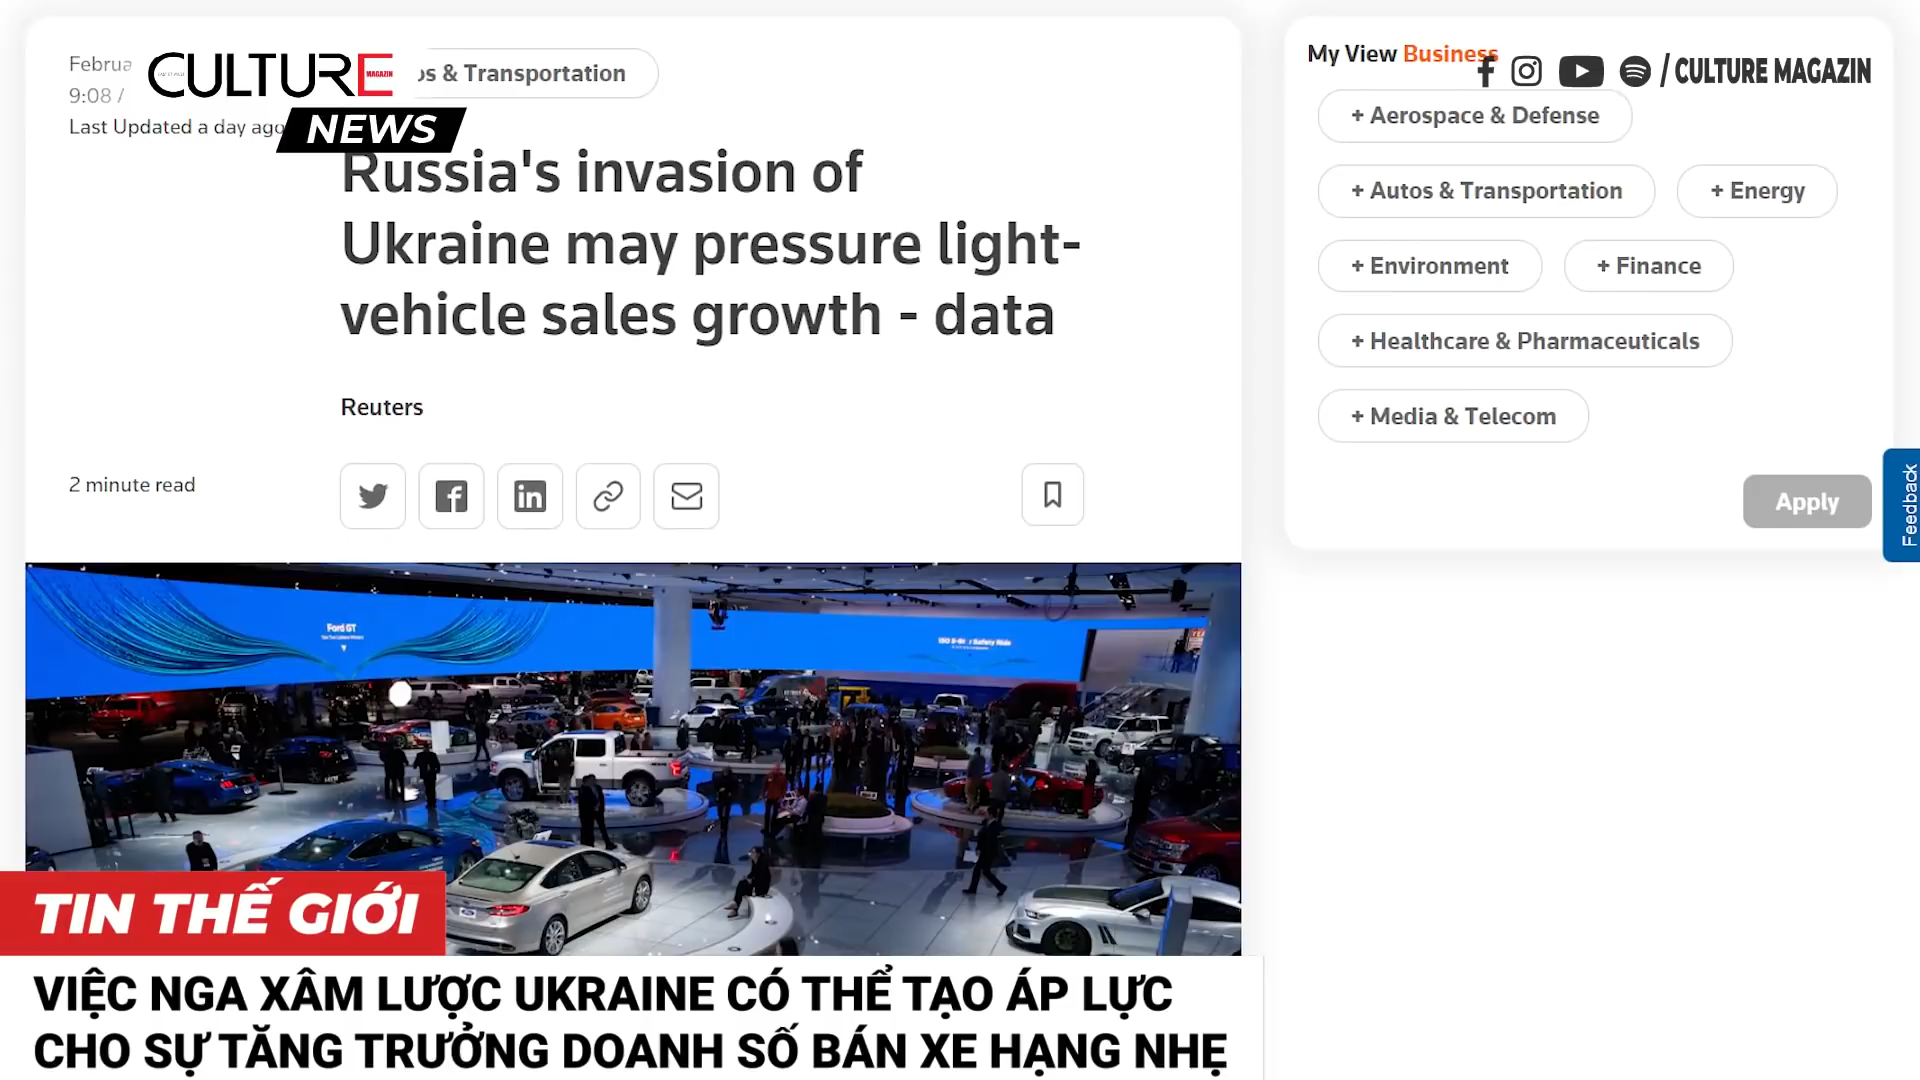 Februa
9:08 /
Last Updated a day ago
CULTURE
MAGAZIN
NEWS
os & Transportation
Russia's invasion of
Ukraine may pressure light-
vehicle sales growth - data
Reuters
2 minute read
My View Business
/ CULTURE MAGAZIN
+ Aerospace & Defense
+ Autos & Transportation
+ Energy
+ Environment
+ Finance
+ Healthcare & Pharmaceuticals
+ Media & Telecom
Apply
Feedback
Ford GT
TIN THẾ GIỚI
VIỆC NGA XÂM LƯỢC UKRAINE CÓ THỂ TẠO ÁP LỰC
CHO SỰ TĂNG TRƯỞNG DOANH SỐ BÁN XE HẠNG NHẸ